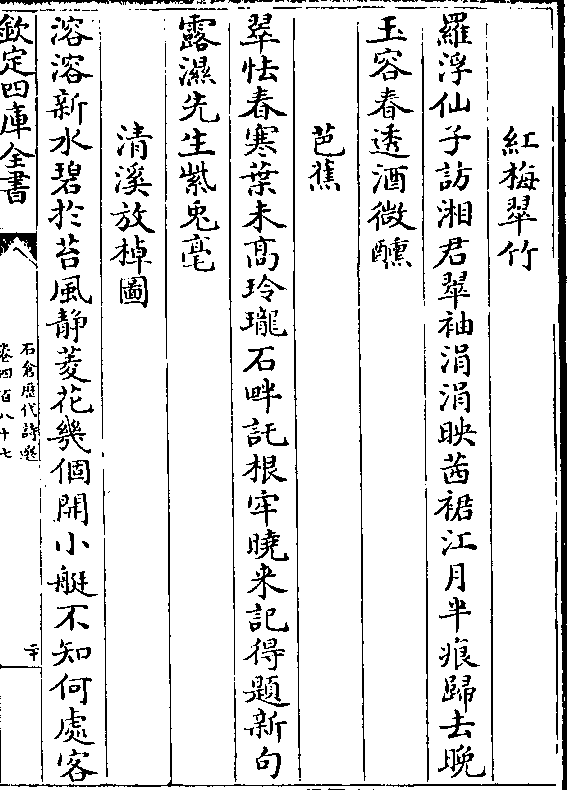 紅梅翠竹
羅浮仙子訪湘君翠袖涓涓映茜裙江月半痕歸去晚
玉容春透酒微醺
芭蕉
翠怯春寒葉未高玲瓏石畔託根牢曉來記得題新句
露濕先生紫兎毫
清溪放棹圖
溶溶新水碧於苔風静菱花幾個開小艇不知何處客
欽定四庫全書
石倉歴代詩選
卷四百八十七
二十